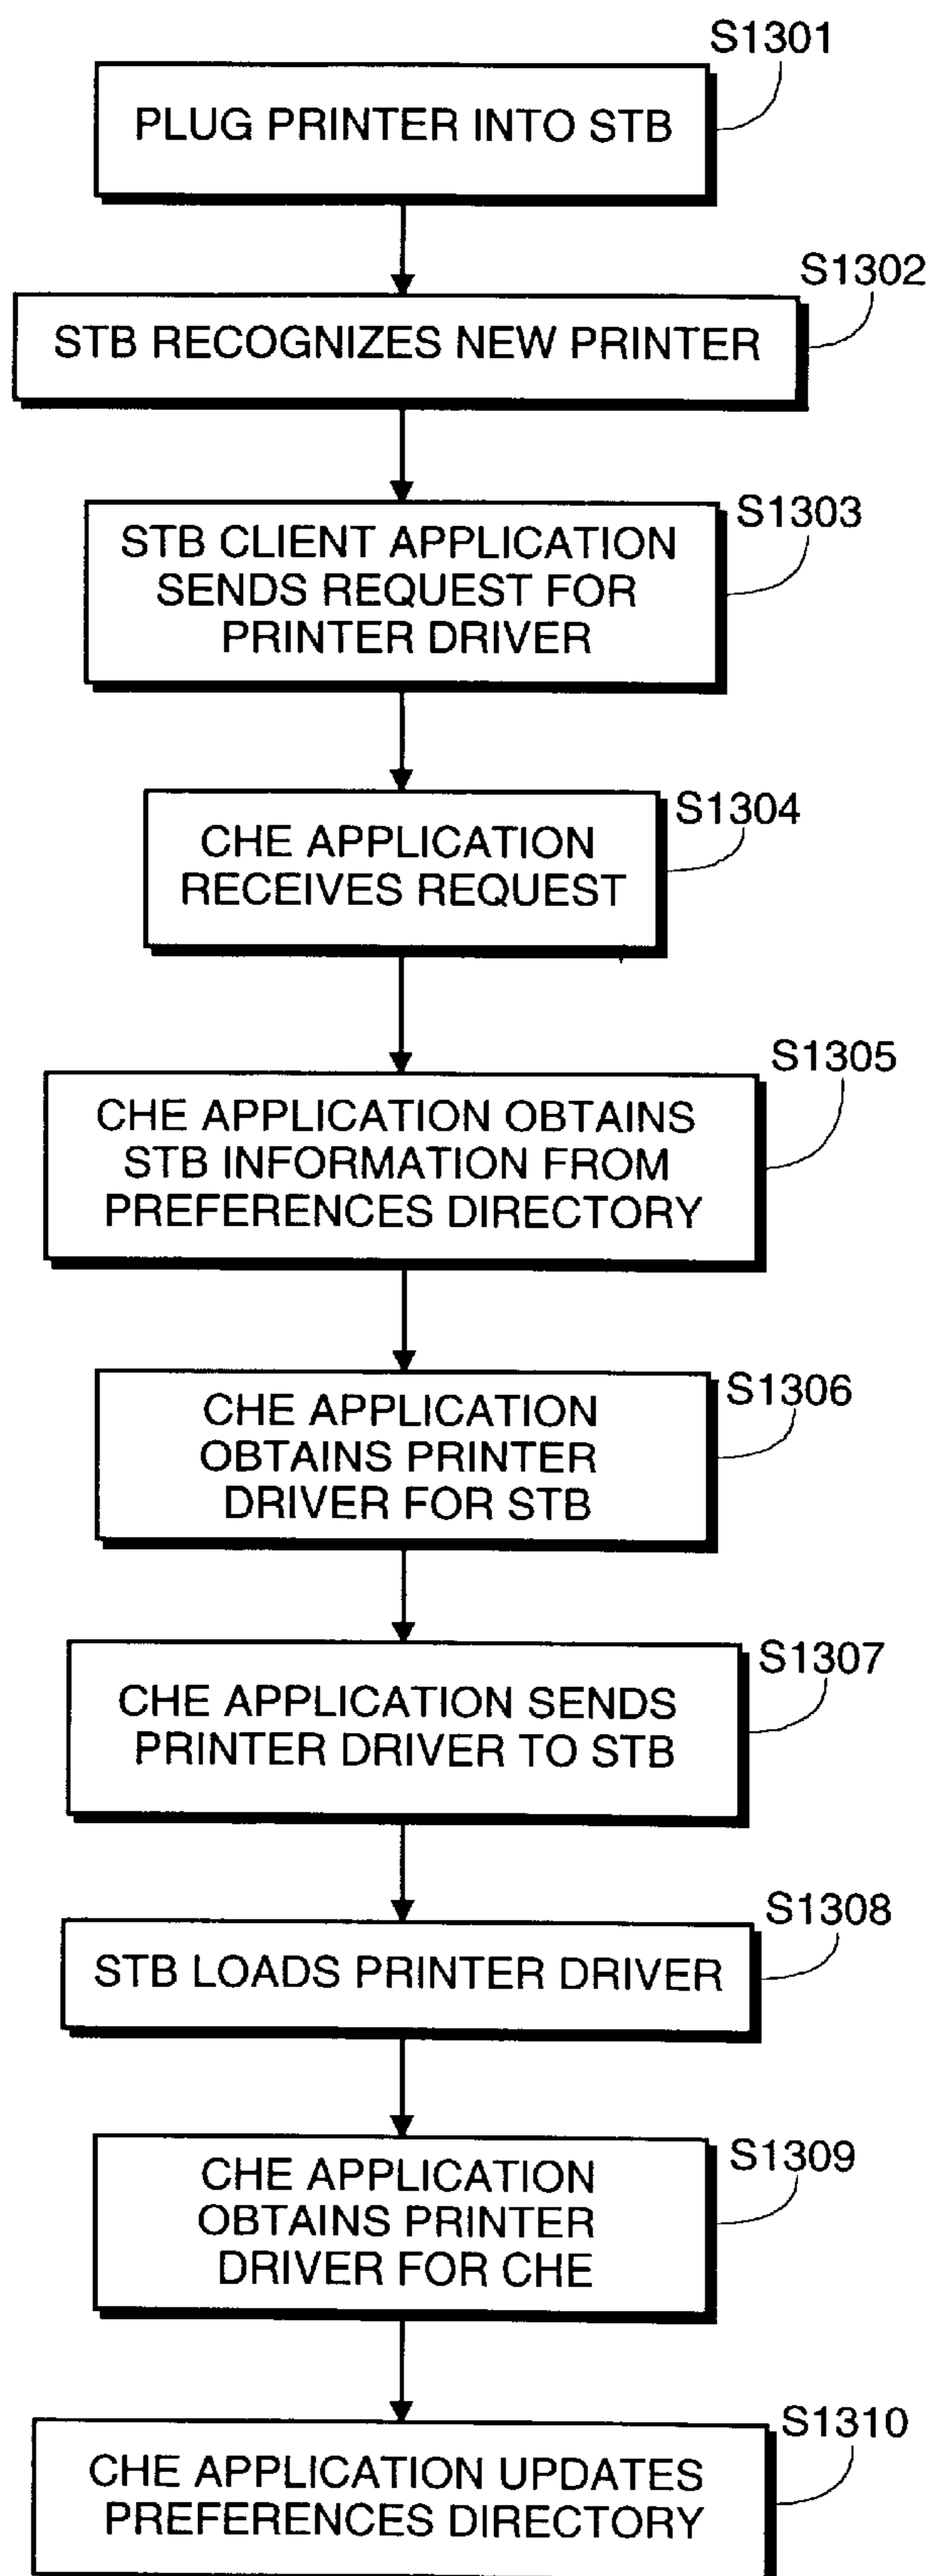 S1301
PLUG PRINTER INTO STB
S1302
STB RECOGNIZES NEW PRINTER
S1303
STB CLIENT APPLICATION
SENDS REQUEST FOR
PRINTER DRIVER
S1304
CHE APPLICATION
RECEIVES REQUEST
S1305
CHE APPLICATION OBTAINS
STB INFORMATION FROM
PREFERENCES DIRECTORY
S1306
CHE APPLICATION
OBTAINS PRINTER
DRIVER FOR STB
S1307
CHE APPLICATION SENDS
PRINTER DRIVER TO STB
S1308
STB LOADS PRINTER DRIVER
S1309
CHE APPLICATION
OBTAINS PRINTER
DRIVER FOR CHE
S1310
CHE APPLICATION UPDATES
PREFERENCES DIRECTORY